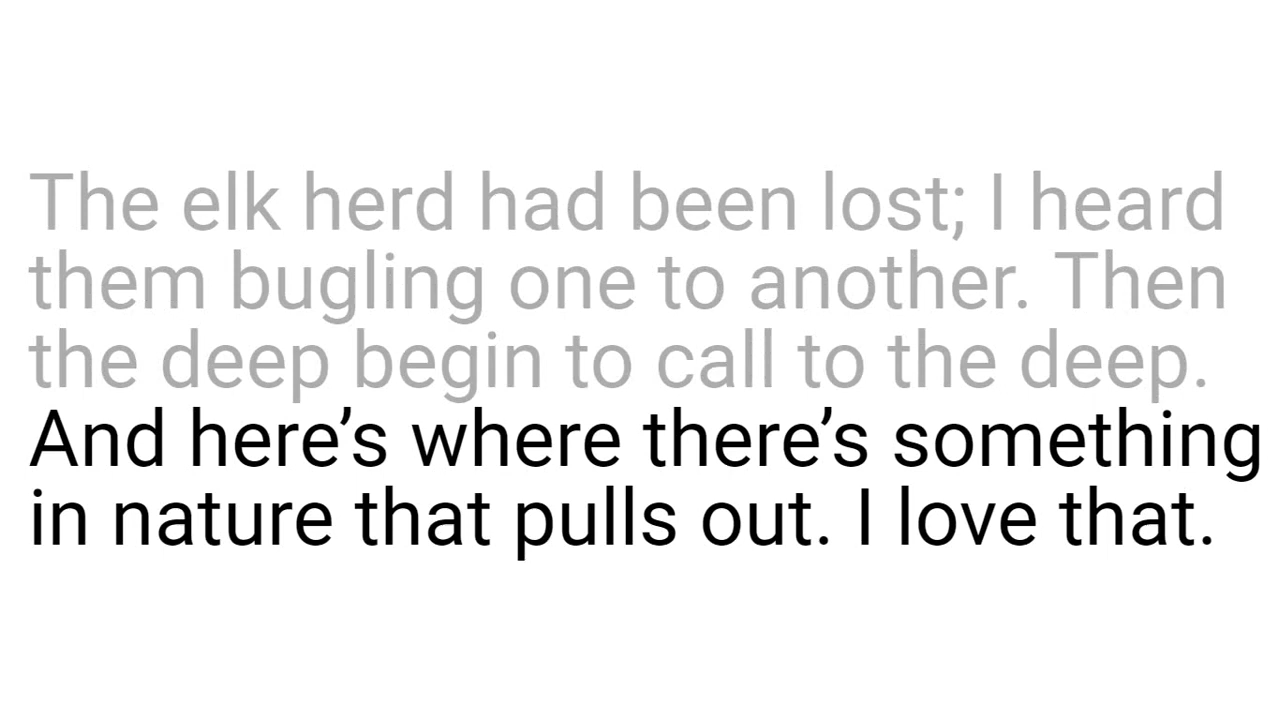 The elk herd had been lost; I heard
them bugling one to another. Then
the deep begin to call to the deep.
And here’s where there’s something
in nature that pulls out. I love that.